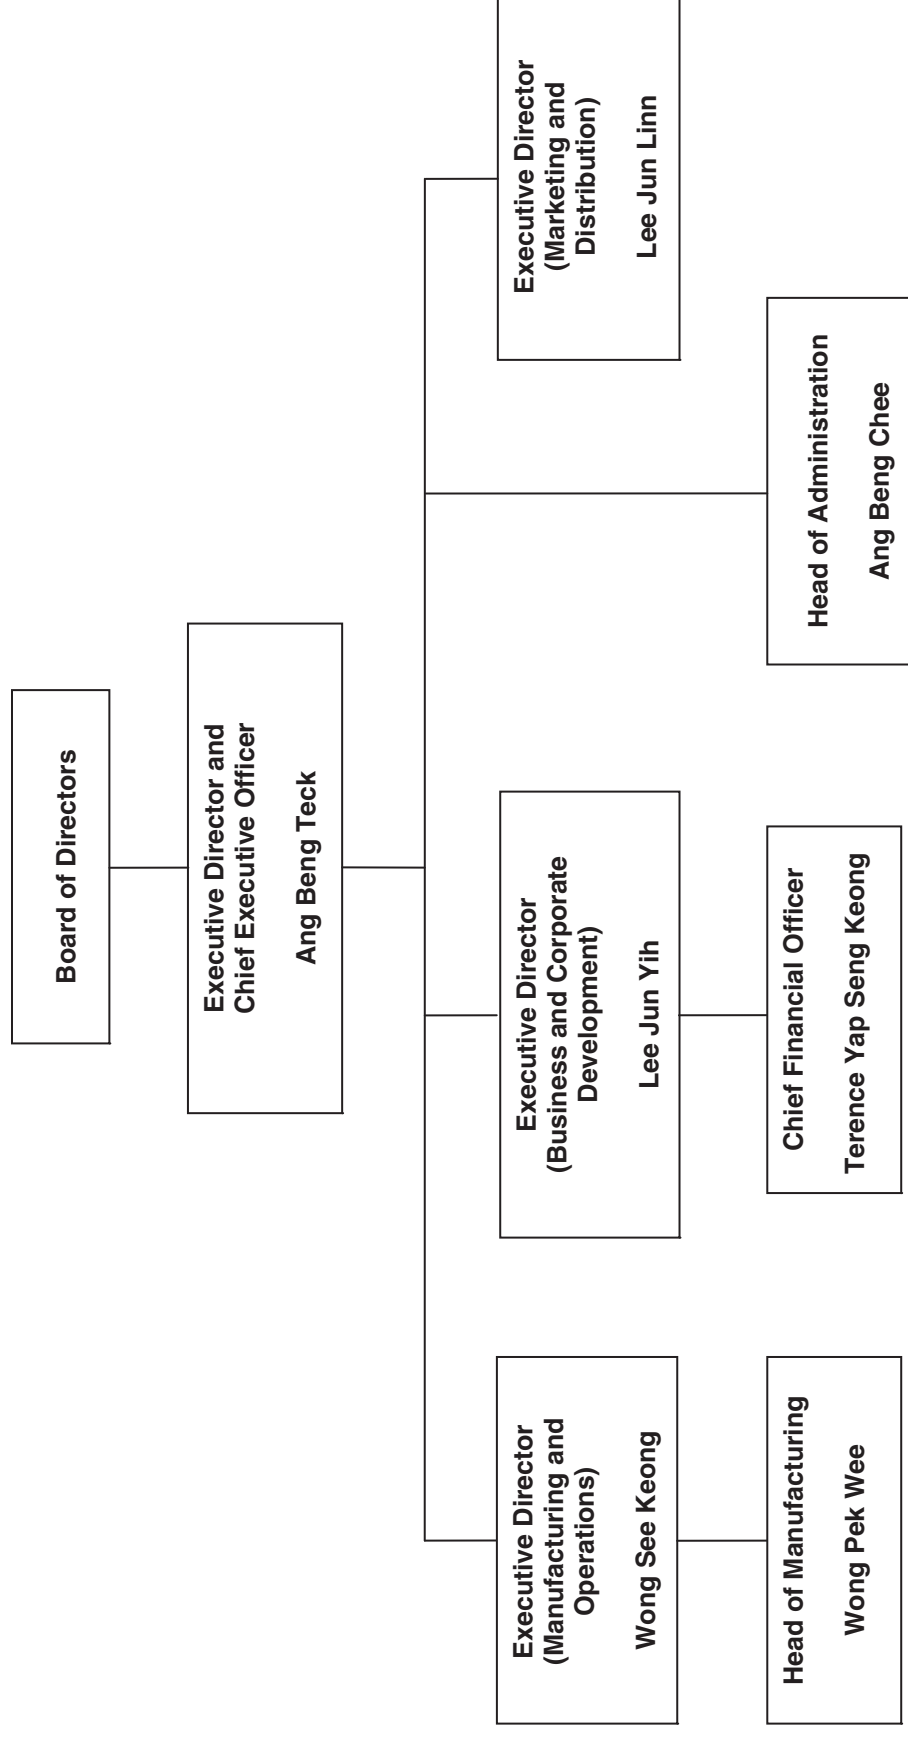 Board of Directors
Executive Director and
Chief Executive Officer
Ang Beng Teck
Executive Director
(Manufacturing and
Operations)
Wong See Keong
Executive Director
(Business and Corporate
Development)
Lee Jun Yih
Executive Director
(Marketing and
Distribution)
Lee Jun Linn
Head of Manufacturing
Wong Pek Wee
Chief Financial Officer
Terence Yap Seng Keong
Head of Administration
Ang Beng Chee